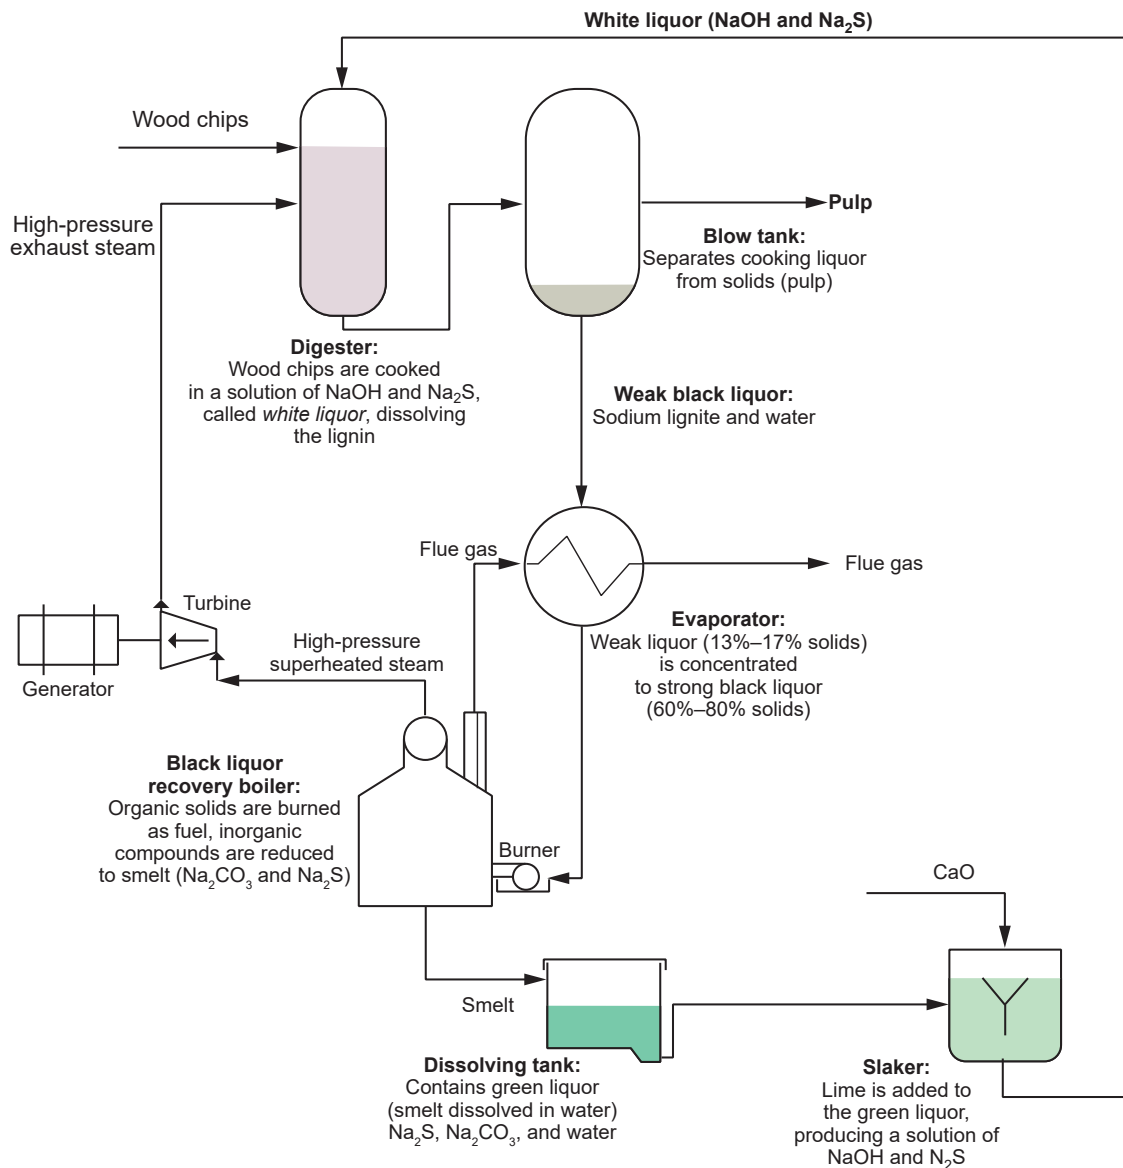 White liquor (NaOH and Na₂S)
Wood chips
High-pressure
exhaust steam
Pulp
Blow tank:
Separates cooking liquor
from solids (pulp)
Digester:
Wood chips are cooked
in a solution of NaOH and Na₂S,
called white liquor, dissolving
the lignin
Weak black liquor:
Sodium lignite and water
Flue gas
Flue gas
Turbine
Generator
High-pressure
superheated steam
Evaporator:
Weak liquor (13%–17% solids)
is concentrated
to strong black liquor
(60%–80% solids)
Black liquor
recovery boiler:
Organic solids are burned
as fuel, inorganic
compounds are reduced
to smelt (Na₂CO₃ and Na₂S)
Burner
CaO
Smelt
Dissolving tank:
Contains green liquor
(smelt dissolved in water)
Na₂S, Na₂CO₃, and water
Slaker:
Lime is added to
the green liquor,
producing a solution of
NaOH and N₂S